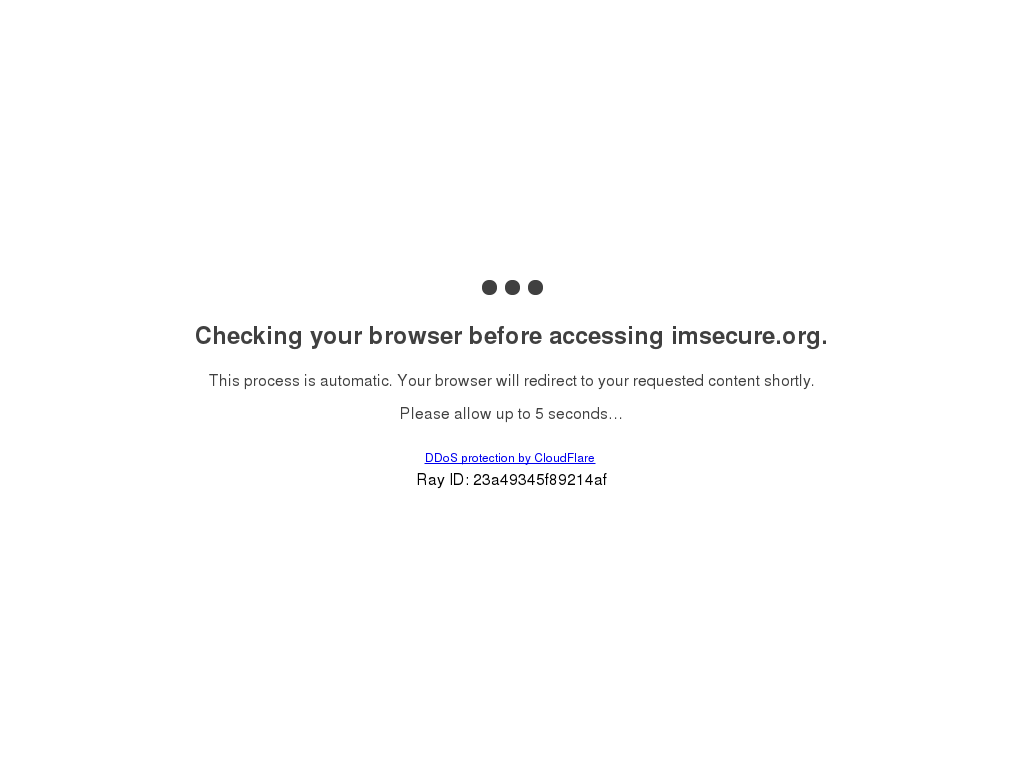 Checking your browser before accessing imsecure.org.
This process is automatic. Your browser will redirect to your requested content shortly.
Please allow up to 5 seconds…
DDoS protection by CloudFlare
Ray ID: 23a49345f89214af